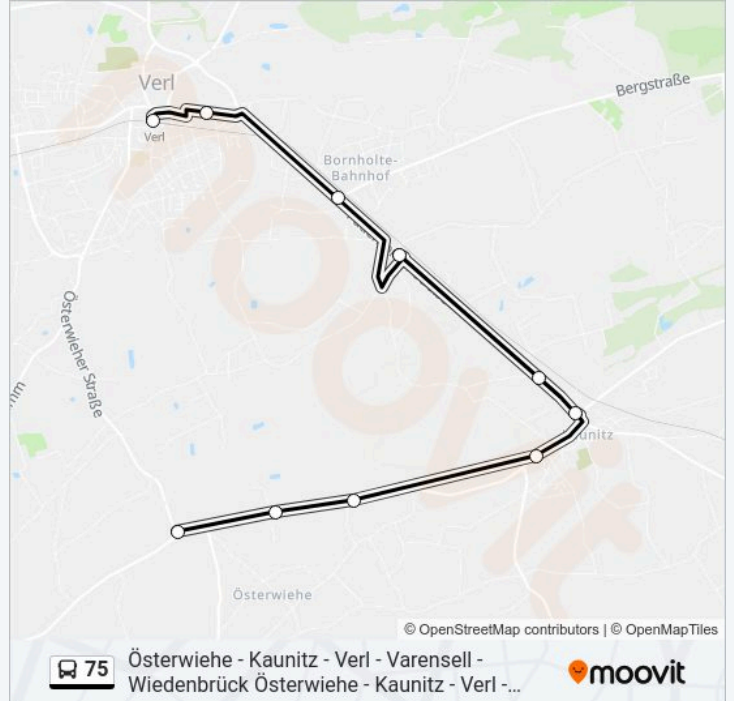 Verl
Bergstraße
Verl
Bornholte-
Bahnhof
Österwieher Straße
unitz
Österwiehe
moovit
© OpenStreetMap contributors | © OpenMapTiles
75
Österwiehe - Kaunitz - Verl - Varensell -
Wiedenbrück Österwiehe - Kaunitz - Verl -...
moovit